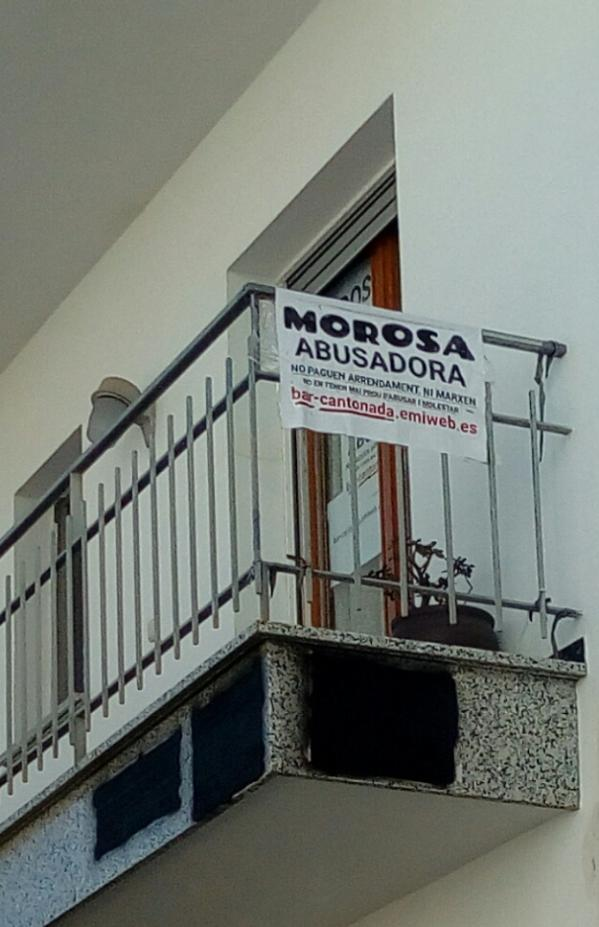 MOROSA
ABUSADORA
NO PAGUEN ARRENDAMENT, NI MARXEN
NO EN TENEN MAI PROU D'ABUSAR I MOLESTAR
bar-cantonada.emiweb.es